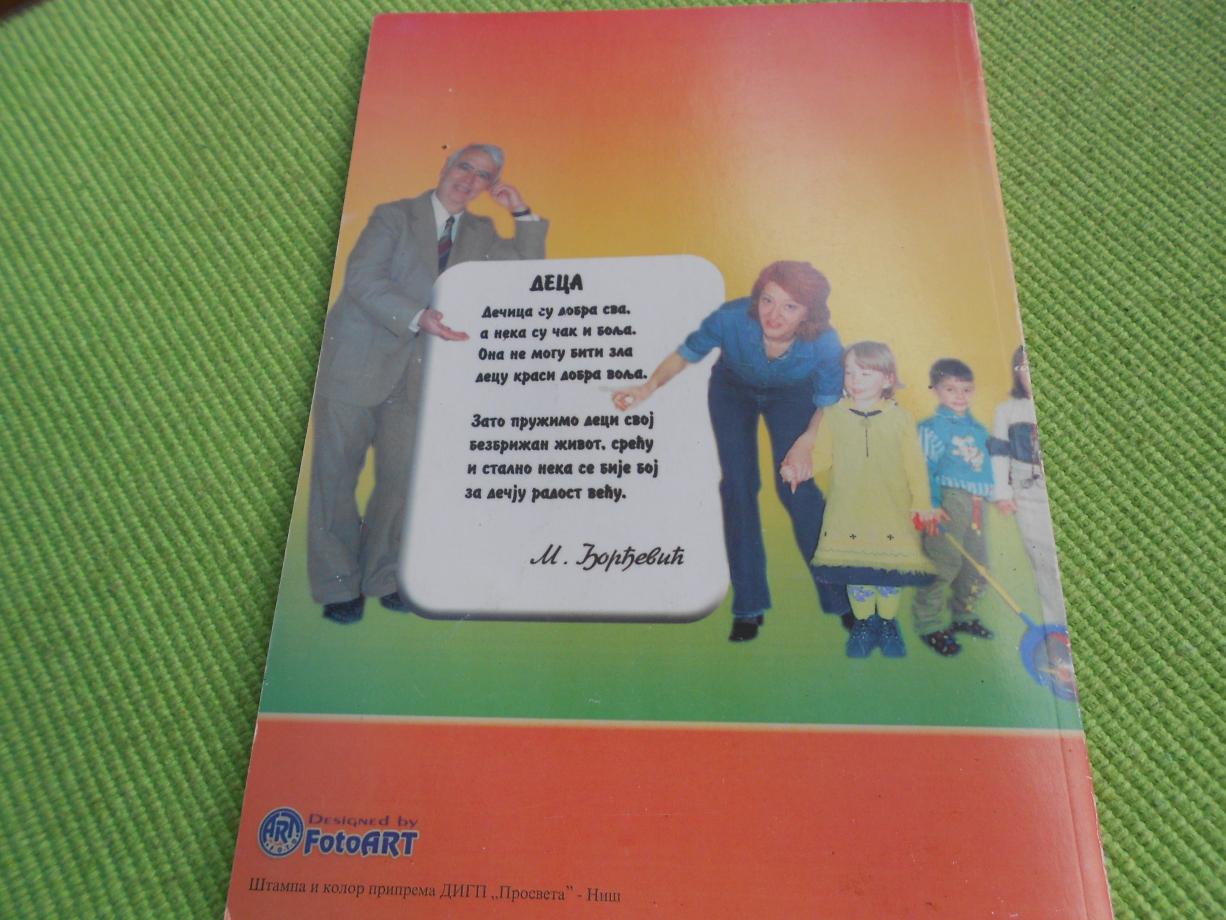 ДЕЦА
Дечица су добра сва,
а нека су чак и боља.
Она не могу бити зла
децу краси добра воља.
Зато пружимо деци свој
безбрижан живот, срећу
и стално нека се бије бој
за дечју радост већу.
М. Ђорђевић
ART
FOTO
Designed by
FotoART
Штампа и колор припрема ДИГП „Просвета” - Ниш